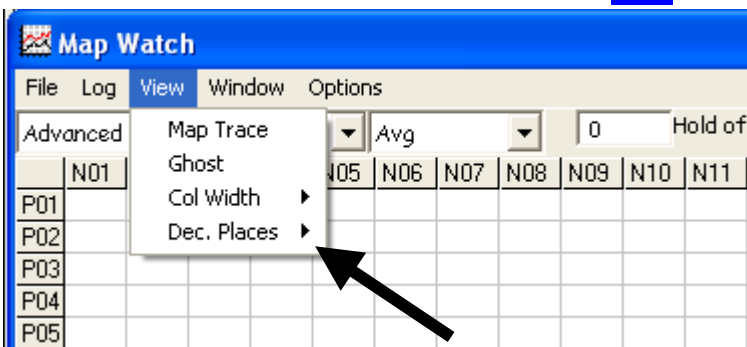 Map Watch
File Log View Window Options
Advanced Avg 0 Hold of
Map Trace
Ghost
Col Width
Dec. Places
N01 N05 N06 N07 N08 N09 N10 N11
P01
P02
P03
P04
P05